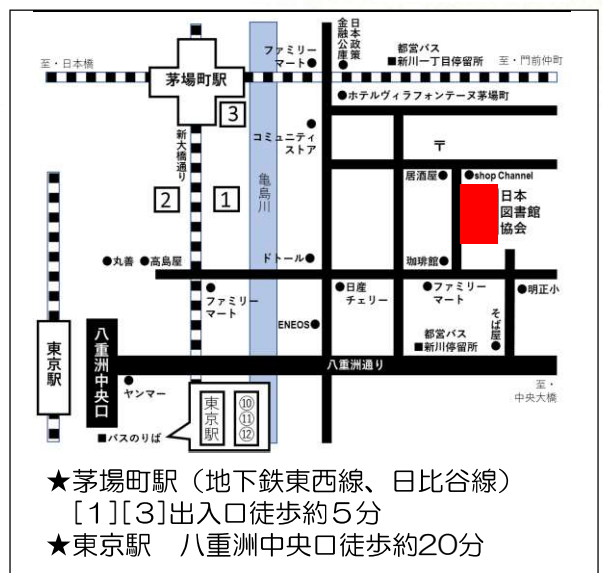 日本政策
金融公庫
ファミリー
マート
都営バス
■新川一丁目停留所
至・日本橋
至・門前仲町
茅場町駅
ホテルヴィラフォンテーヌ茅場町
3
新大橋通り
コミュニティ
ストア
〒
亀島川
居酒屋
shop Channel
2
1
日本
図書館
協会
丸善
高島屋
ドトール
珈琲館
ファミリー
マート
日産
チェリー
ファミリー
マート
明正小
そば屋
ENEOS
都営バス
■新川停留所
東京駅
八重洲中央口
八重洲通り
ヤンマー
至・
中央大橋
東京駅
⑩
⑪
⑫
■バスのりば
★茅場町駅（地下鉄東西線、日比谷線）
[1][3]出入口徒歩約５分
★東京駅　八重洲中央口徒歩約20分